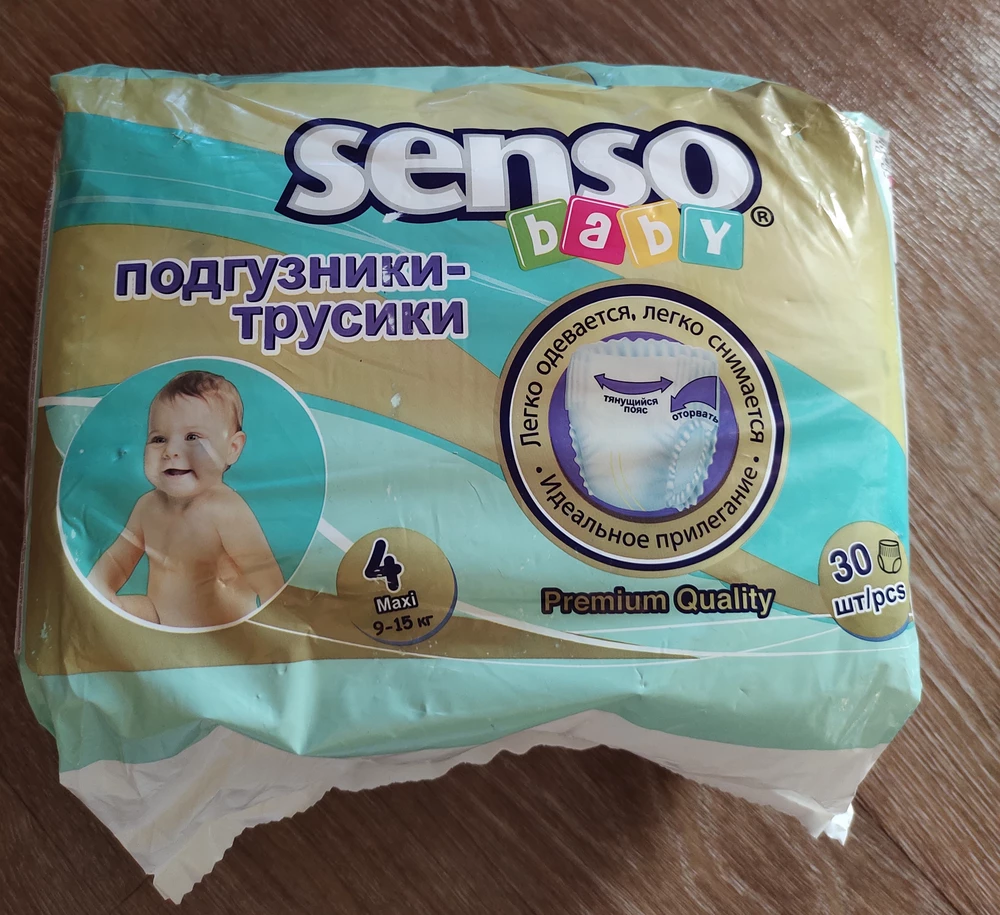 senso
baby®
подгузники-
трусики
Легко одевается, легко снимается
• Идеальное прилегание •
тянущийся
пояс
оторвать
4
Maxi
9-15 кг
Premium Quality
30
шт/pcs